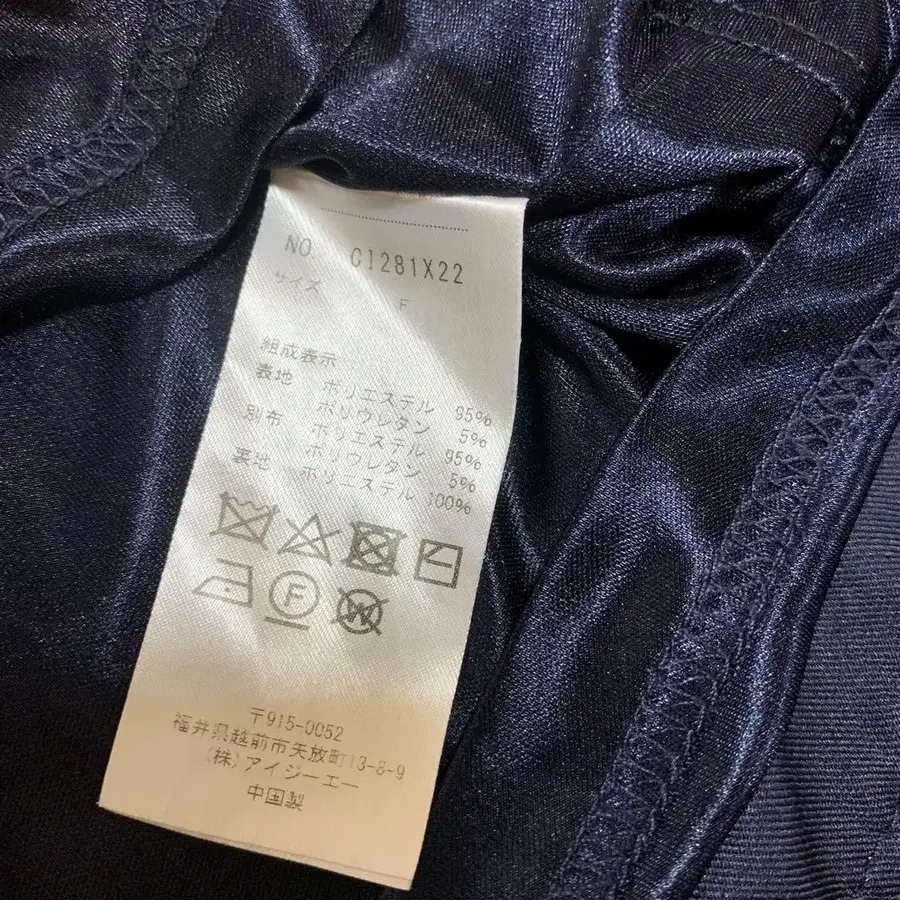 NO C1281X22
サイズ F
組成表示
表地 ポリエステル 95%
ポリウレタン 5%
別布 ポリエステル 95%
ポリウレタン 5%
裏地 ポリエステル 100%
F
W
〒915-0052
福井県越前市矢放町13-8-9
(株)アイジーエー
中国製